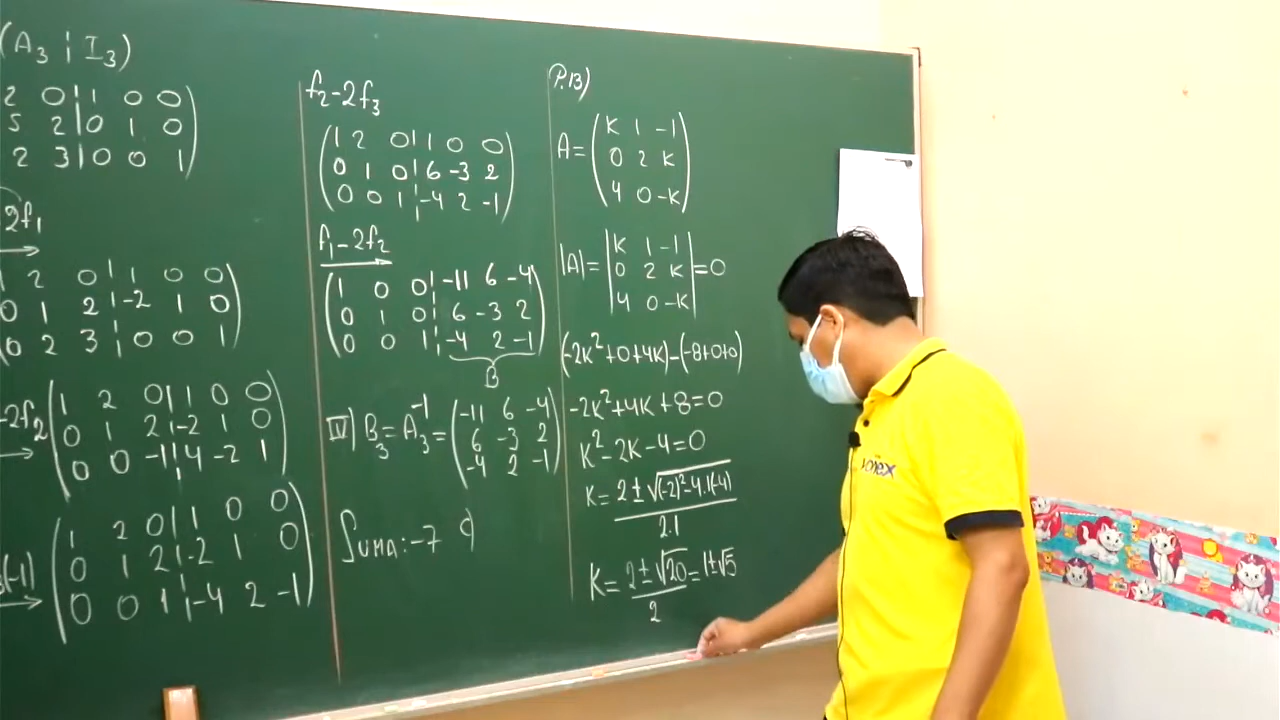 (A₃ ¦ I₃)
2 0 ¦ 1 0 0
5 2 | 0 1 0
2 3 | 0 0 1
2f₁
→
1 2 0 ¦ 1 0 0
0 1 2 ¦ -2 1 0
0 2 3 ¦ 0 0 1
-2f₂
→
1 2 0 ¦ 1 0 0
0 1 2 ¦ -2 1 0
0 0 -1 ¦ 4 -2 1
(-1)
→
1 2 0 ¦ 1 0 0
0 1 2 ¦ -2 1 0
0 0 1 ¦ -4 2 -1
f₂-2f₃
1 2 0 ¦ 1 0 0
0 1 0 ¦ 6 -3 2
0 0 1 ¦ -4 2 -1
f₁-2f₂
→
1 0 0 ¦ -11 6 -4
0 1 0 ¦ 6 -3 2
0 0 1 ¦ -4 2 -1
B
IV) B₃ = A₃⁻¹ = (-11 6 -4
6 -3 2
-4 2 -1)
Suma: -7
P.13)
A = (K 1 -1
0 2 K
4 0 -K)
|A| = |K 1 -1
0 2 K
4 0 -K| = 0
(-2K²+0+4K)-(-8+0+0)
-2K²+4K+8=0
K²-2K-4=0
K = 2±√(-2)²-4.1(-4)
2.1
K = 2±√20 = 1±√5
2
vonex